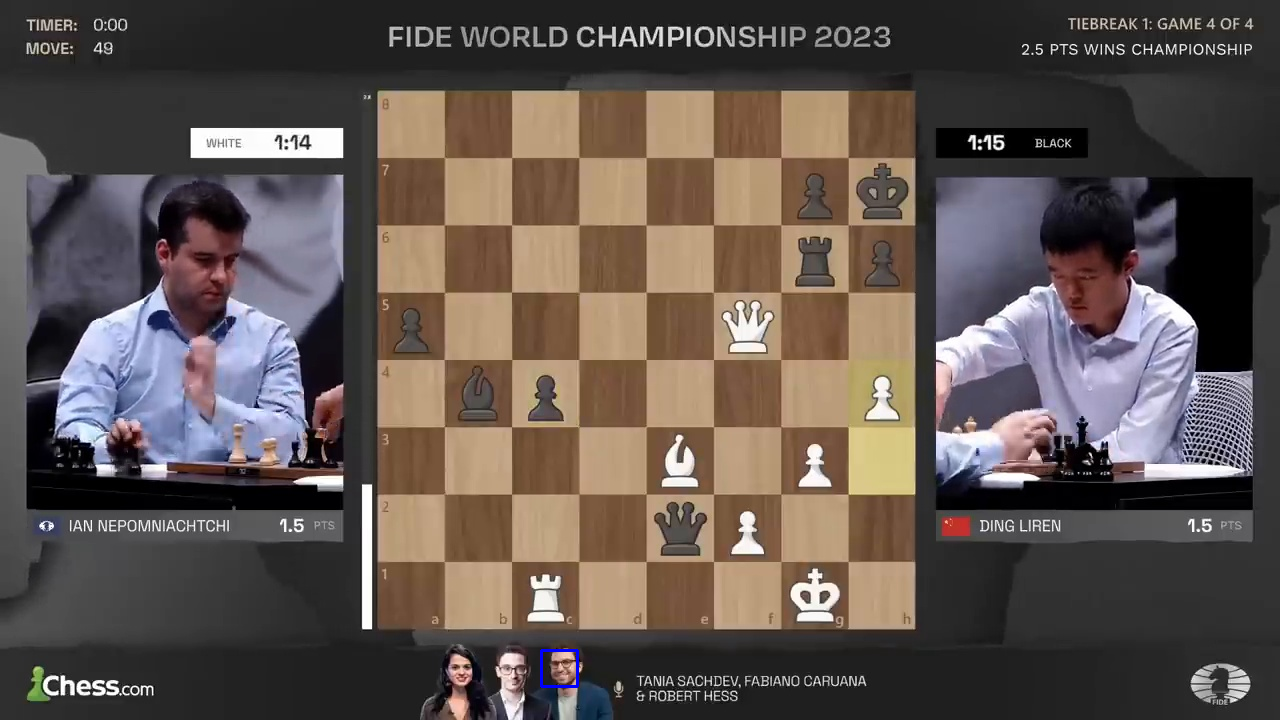 TIMER: 0:00
MOVE: 49
FIDE WORLD CHAMPIONSHIP 2023
TIEBREAK 1: GAME 4 OF 4
2.5 PTS WINS CHAMPIONSHIP
WHITE 1:14
1:15 BLACK
8
7
6
5
4
3
2
1
a b c d e f g h
IAN NEPOMNIACHTCHI 1.5 PTS
DING LIREN 1.5 PTS
Chess.com
TANIA SACHDEV, FABIANO CARUANA
& ROBERT HESS
FIDE